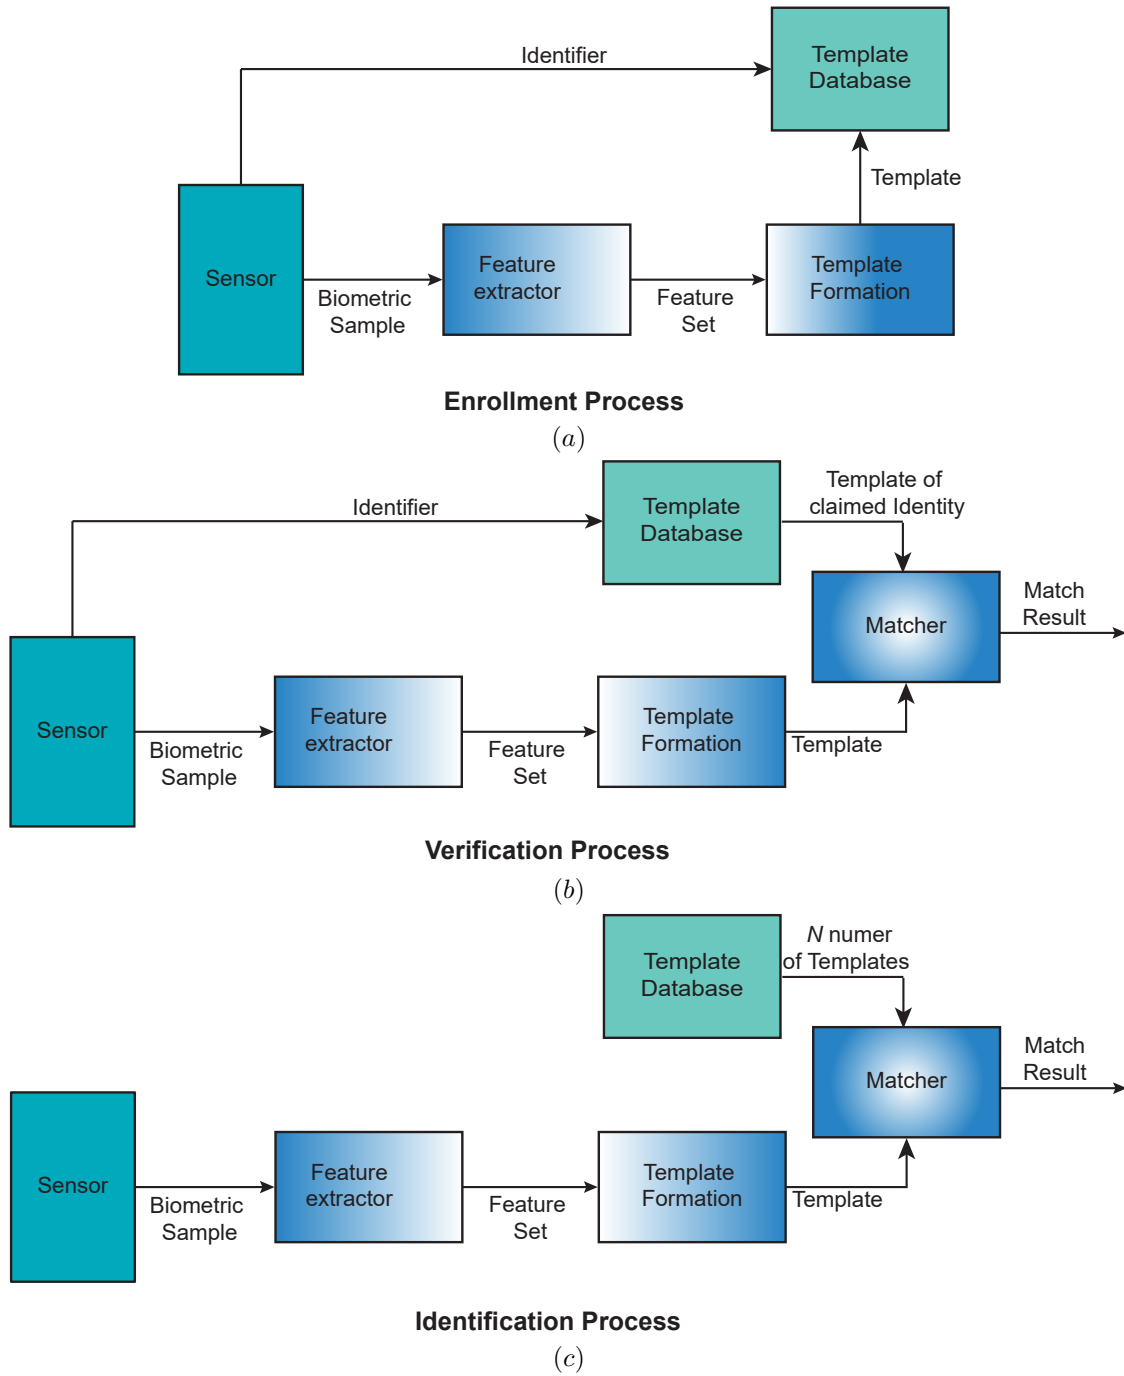 Identifier
Template
Database
Template
Sensor
Biometric
Sample
Feature
extractor
Feature
Set
Template
Formation
Enrollment Process
(a)
Identifier
Template
Database
Template of
claimed Identity
Matcher
Match
Result
Sensor
Biometric
Sample
Feature
extractor
Feature
Set
Template
Formation
Template
Verification Process
(b)
Template
Database
N numer
of Templates
Matcher
Match
Result
Sensor
Biometric
Sample
Feature
extractor
Feature
Set
Template
Formation
Template
Identification Process
(c)